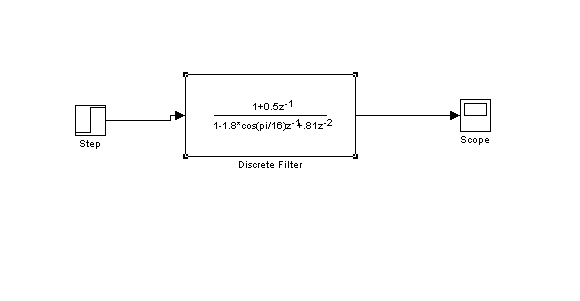 1+0.5z-1
1-1.8*cos(pi/16)z-1+.81z-2
Step
Discrete Filter
Scope